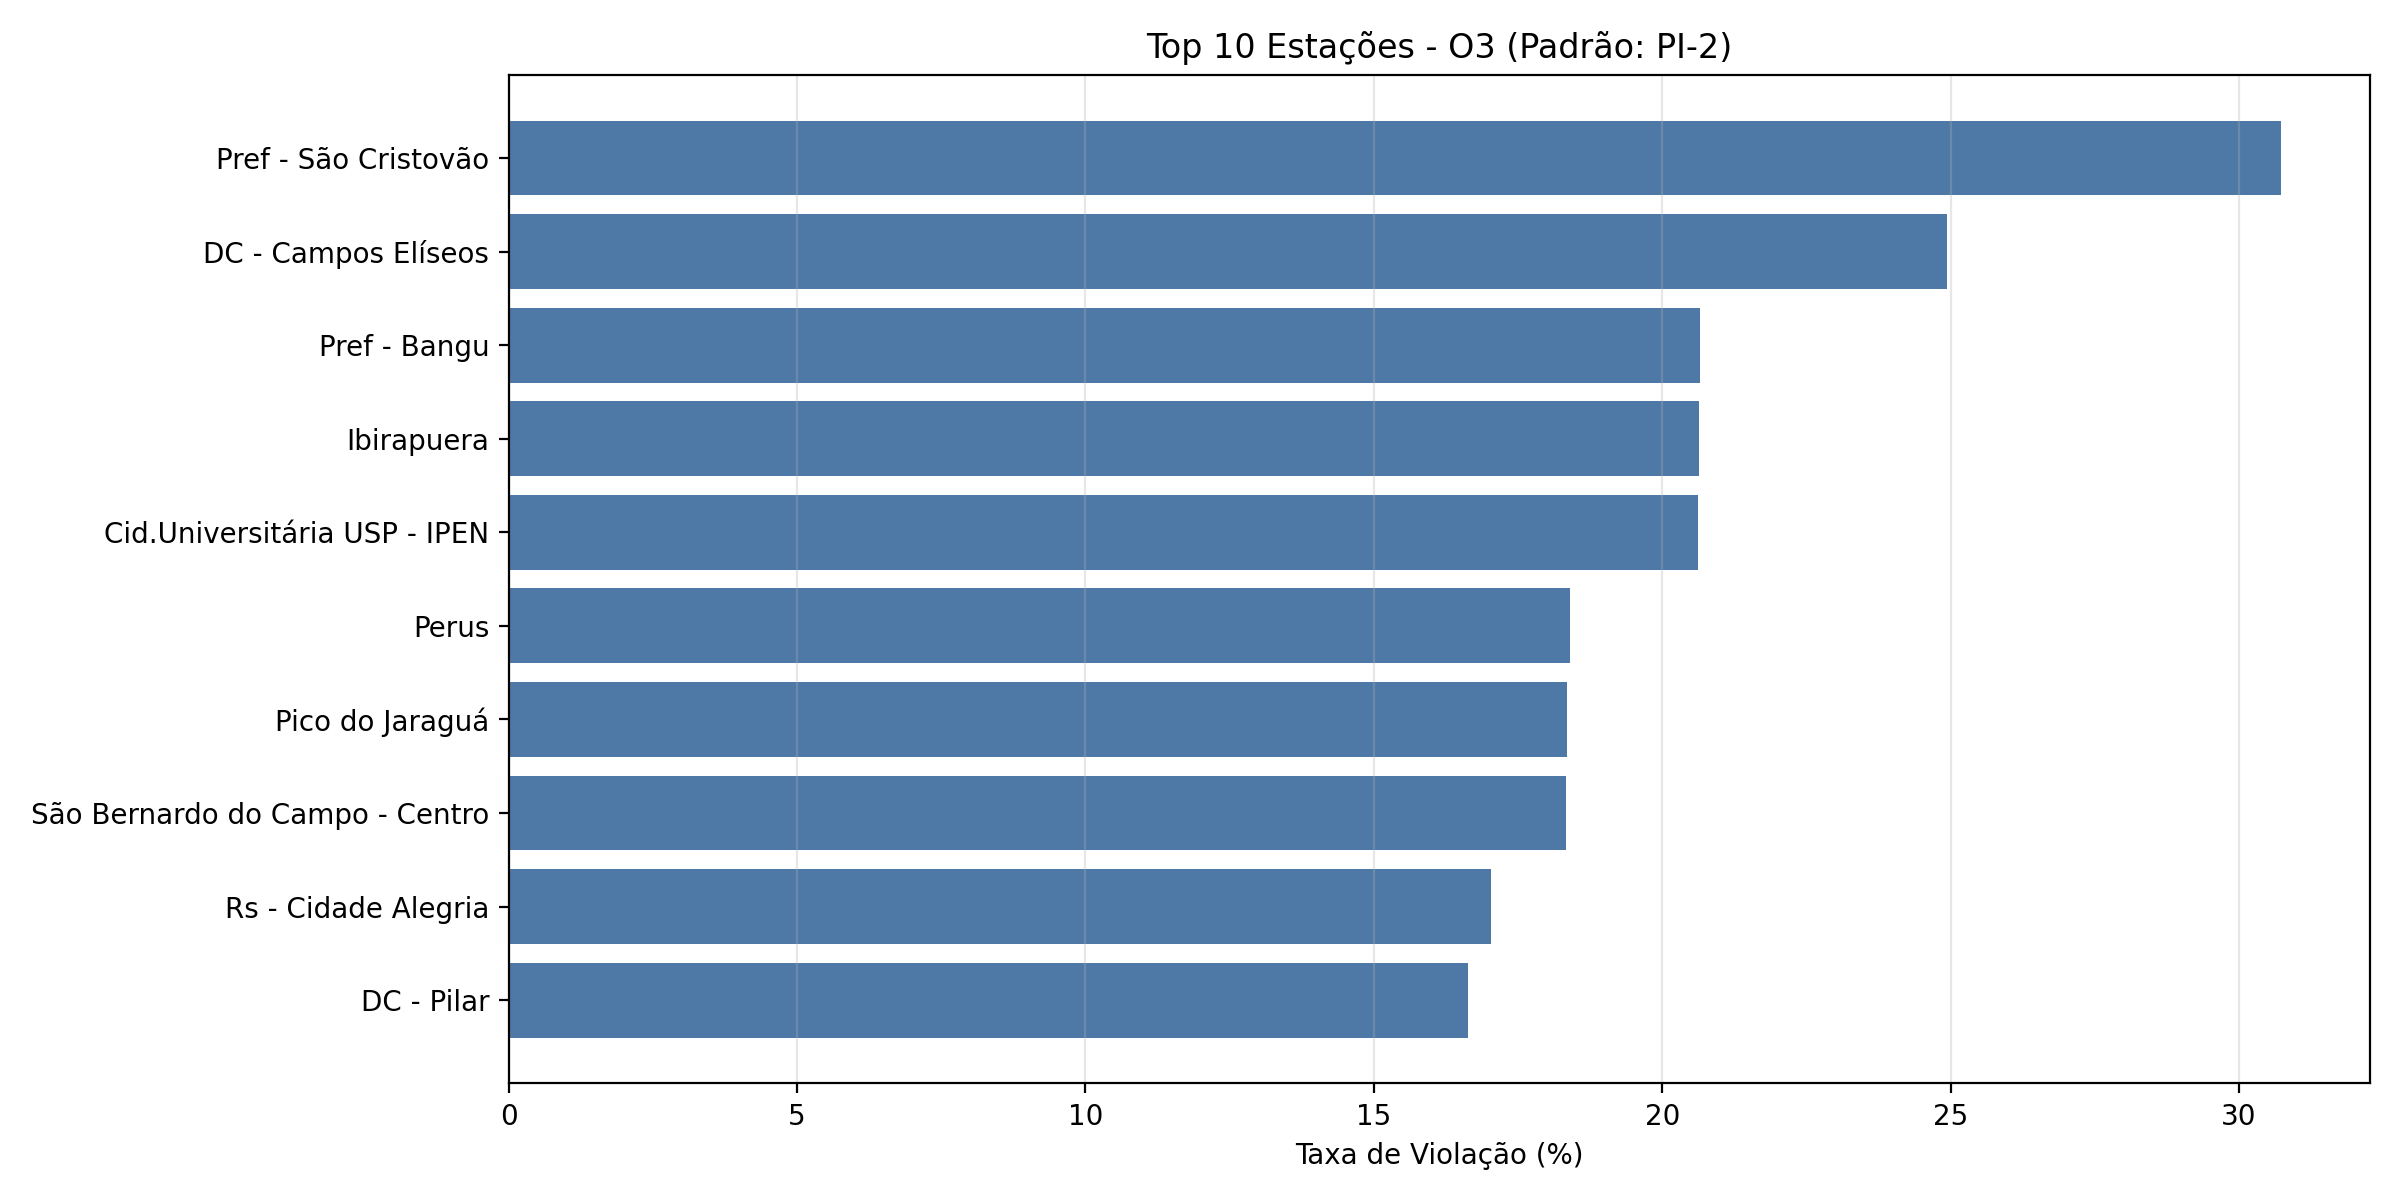 Top 10 Estações - O3 (Padrão: PI-2)
Pref - São Cristovão
DC - Campos Elíseos
Pref - Bangu
Ibirapuera
Cid.Universitária USP - IPEN
Perus
Pico do Jaraguá
São Bernardo do Campo - Centro
Rs - Cidade Alegria
DC - Pilar
0 5 10 15 20 25 30
Taxa de Violação (%)